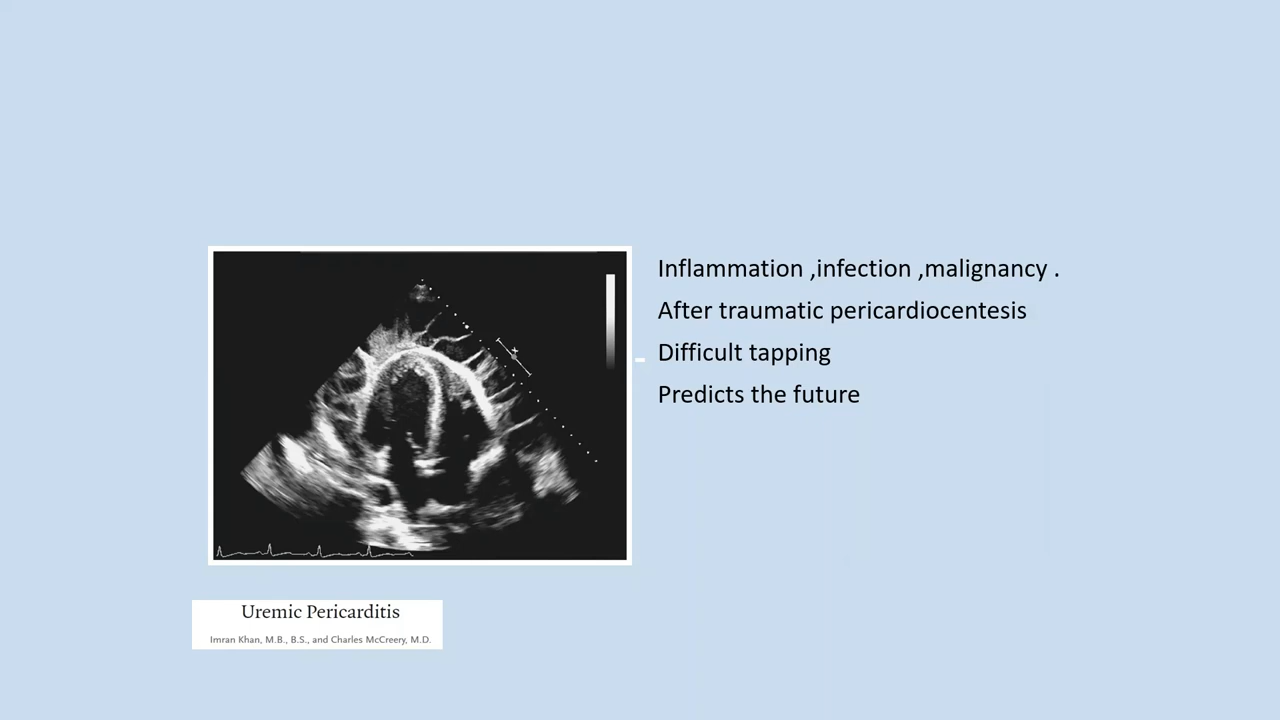 Inflammation ,infection ,malignancy .
After traumatic pericardiocentesis
Difficult tapping
Predicts the future
Uremic Pericarditis
Imran Khan, M.B., B.S., and Charles McCreery, M.D.